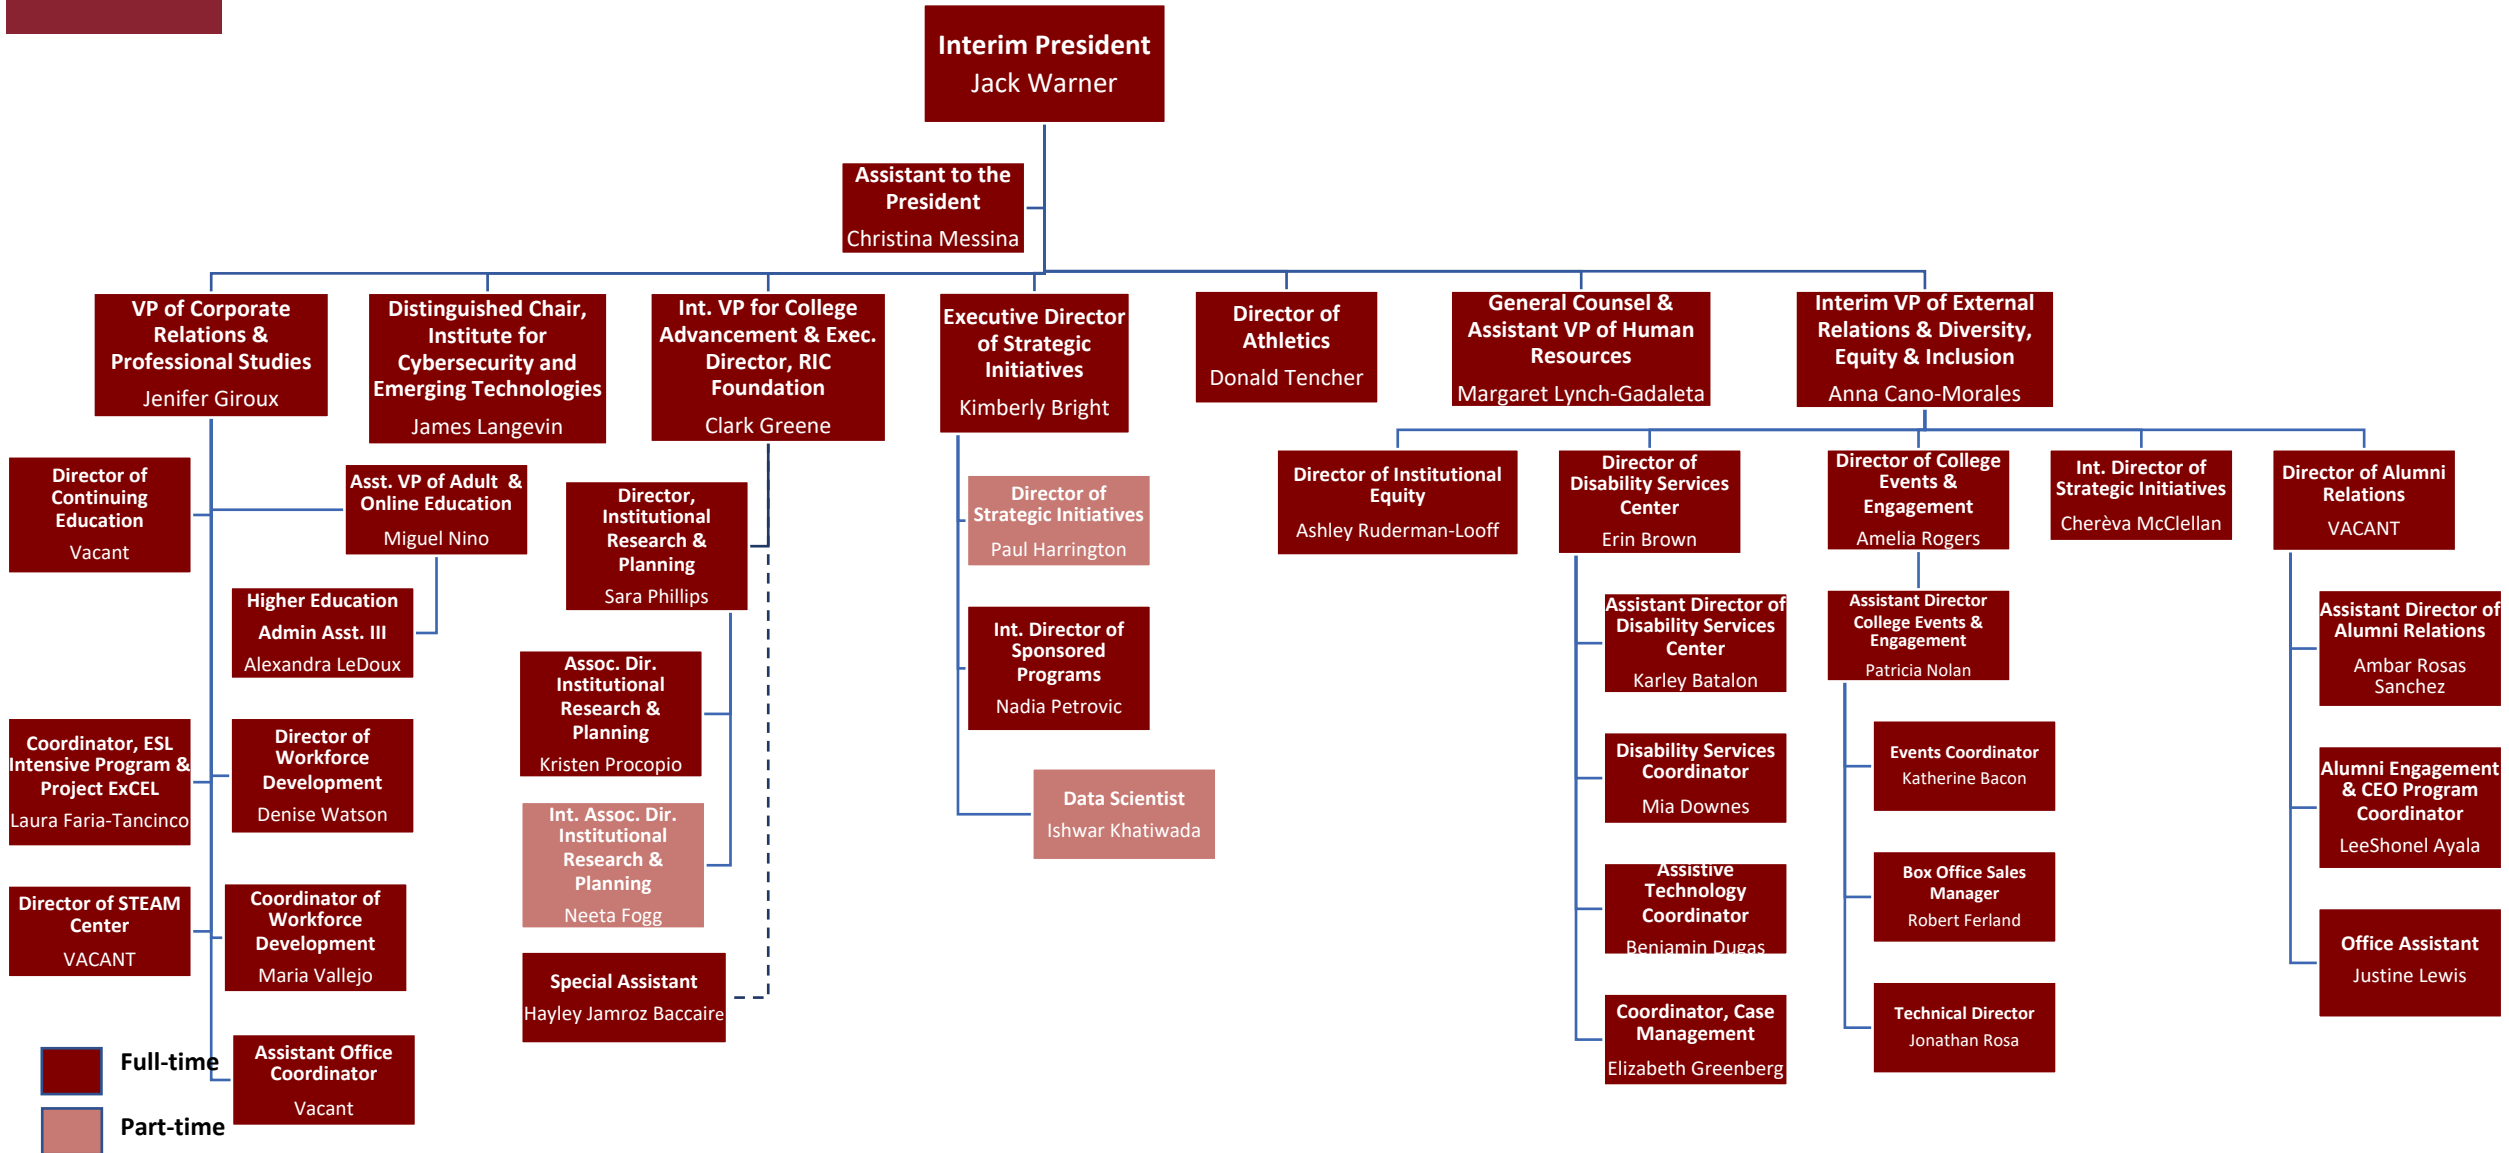 Interim President
Jack Warner
Assistant to the
President
Christina Messina
VP of Corporate
Relations &
Professional Studies
Jenifer Giroux
Distinguished Chair,
Institute for
Cybersecurity and
Emerging Technologies
James Langevin
Int. VP for College
Advancement & Exec.
Director, RIC
Foundation
Clark Greene
Executive Director
of Strategic
Initiatives
Kimberly Bright
Director of
Athletics
Donald Tencher
General Counsel &
Assistant VP of Human
Resources
Margaret Lynch-Gadaleta
Interim VP of External
Relations & Diversity,
Equity & Inclusion
Anna Cano-Morales
Director of
Continuing
Education
Vacant
Asst. VP of Adult &
Online Education
Miguel Nino
Higher Education
Admin Asst. III
Alexandra LeDoux
Coordinator, ESL
Intensive Program &
Project ExCEL
Laura Faria-Tancinco
Director of
Workforce
Development
Denise Watson
Director of STEAM
Center
VACANT
Coordinator of
Workforce
Development
Maria Vallejo
Assistant Office
Coordinator
Vacant
Director,
Institutional
Research &
Planning
Sara Phillips
Assoc. Dir.
Institutional
Research &
Planning
Kristen Procopio
Int. Assoc. Dir.
Institutional
Research &
Planning
Neeta Fogg
Special Assistant
Hayley Jamroz Baccaire
Director of
Strategic Initiatives
Paul Harrington
Int. Director of
Sponsored
Programs
Nadia Petrovic
Data Scientist
Ishwar Khatiwada
Director of Institutional
Equity
Ashley Ruderman-Looff
Director of
Disability Services
Center
Erin Brown
Assistant Director of
Disability Services
Center
Karley Batalon
Disability Services
Coordinator
Mia Downes
Assistive
Technology
Coordinator
Benjamin Dugas
Coordinator, Case
Management
Elizabeth Greenberg
Director of College
Events &
Engagement
Amelia Rogers
Assistant Director
College Events &
Engagement
Patricia Nolan
Events Coordinator
Katherine Bacon
Box Office Sales
Manager
Robert Ferland
Technical Director
Jonathan Rosa
Int. Director of
Strategic Initiatives
Cherèva McClellan
Director of Alumni
Relations
VACANT
Assistant Director of
Alumni Relations
Ambar Rosas
Sanchez
Alumni Engagement
& CEO Program
Coordinator
LeeShonel Ayala
Office Assistant
Justine Lewis
Full-time
Part-time